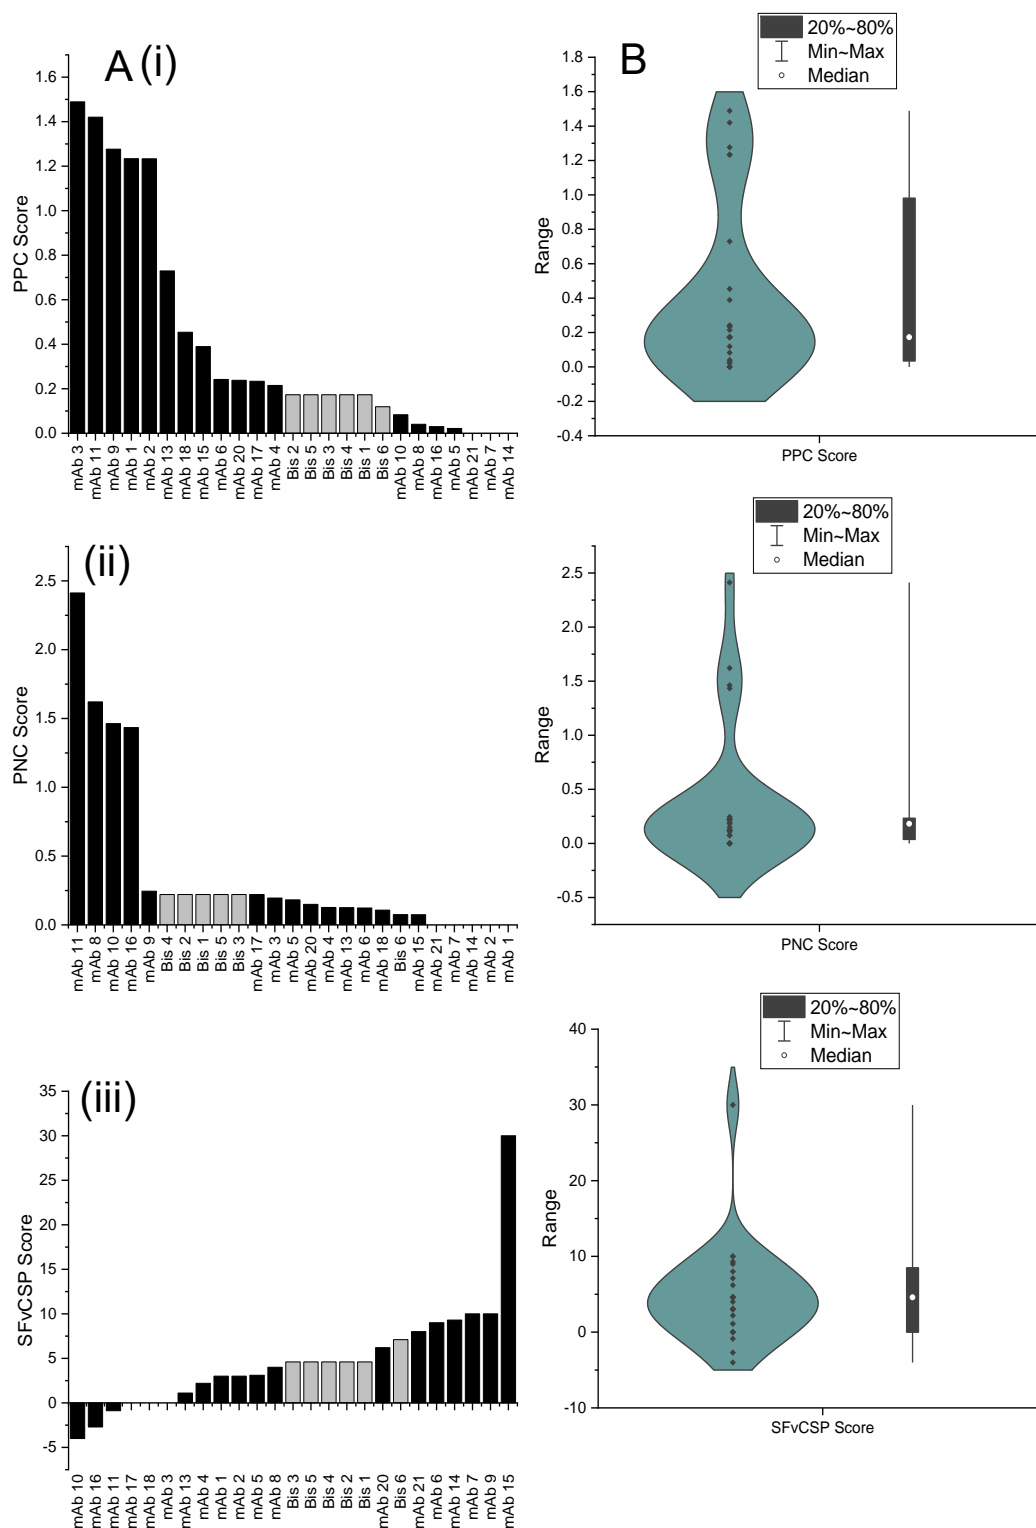 A (i)
1.6
1.4
1.2
1.0
0.8
0.6
0.4
0.2
0.0
PPC Score
mAb 3
mAb 11
mAb 9
mAb 1
mAb 2
mAb 13
mAb 18
mAb 15
mAb 6
mAb 20
mAb 17
mAb 4
Bis 2
Bis 5
Bis 3
Bis 4
Bis 1
Bis 6
mAb 10
mAb 8
mAb 16
mAb 5
mAb 21
mAb 7
mAb 14
B
20%~80%
Min~Max
Median
1.8
1.6
1.4
1.2
1.0
0.8
0.6
0.4
0.2
0.0
-0.2
-0.4
Range
PPC Score
(ii)
2.5
2.0
1.5
1.0
0.5
0.0
PNC Score
mAb 11
mAb 8
mAb 10
mAb 16
mAb 9
Bis 4
Bis 2
Bis 1
Bis 5
Bis 3
mAb 17
mAb 3
mAb 5
mAb 20
mAb 4
mAb 13
mAb 6
mAb 18
Bis 6
mAb 15
mAb 21
mAb 7
mAb 14
mAb 2
mAb 1
20%~80%
Min~Max
Median
2.5
2.0
1.5
1.0
0.5
0.0
-0.5
Range
PNC Score
(iii)
35
30
25
20
15
10
5
0
-5
SFvCSP Score
mAb 10
mAb 16
mAb 11
mAb 17
mAb 18
mAb 3
mAb 13
mAb 4
mAb 1
mAb 2
mAb 5
mAb 8
Bis 3
Bis 5
Bis 4
Bis 2
Bis 1
mAb 20
Bis 6
mAb 21
mAb 6
mAb 14
mAb 7
mAb 9
mAb 15
20%~80%
Min~Max
Median
40
30
20
10
0
-10
Range
SFvCSP Score